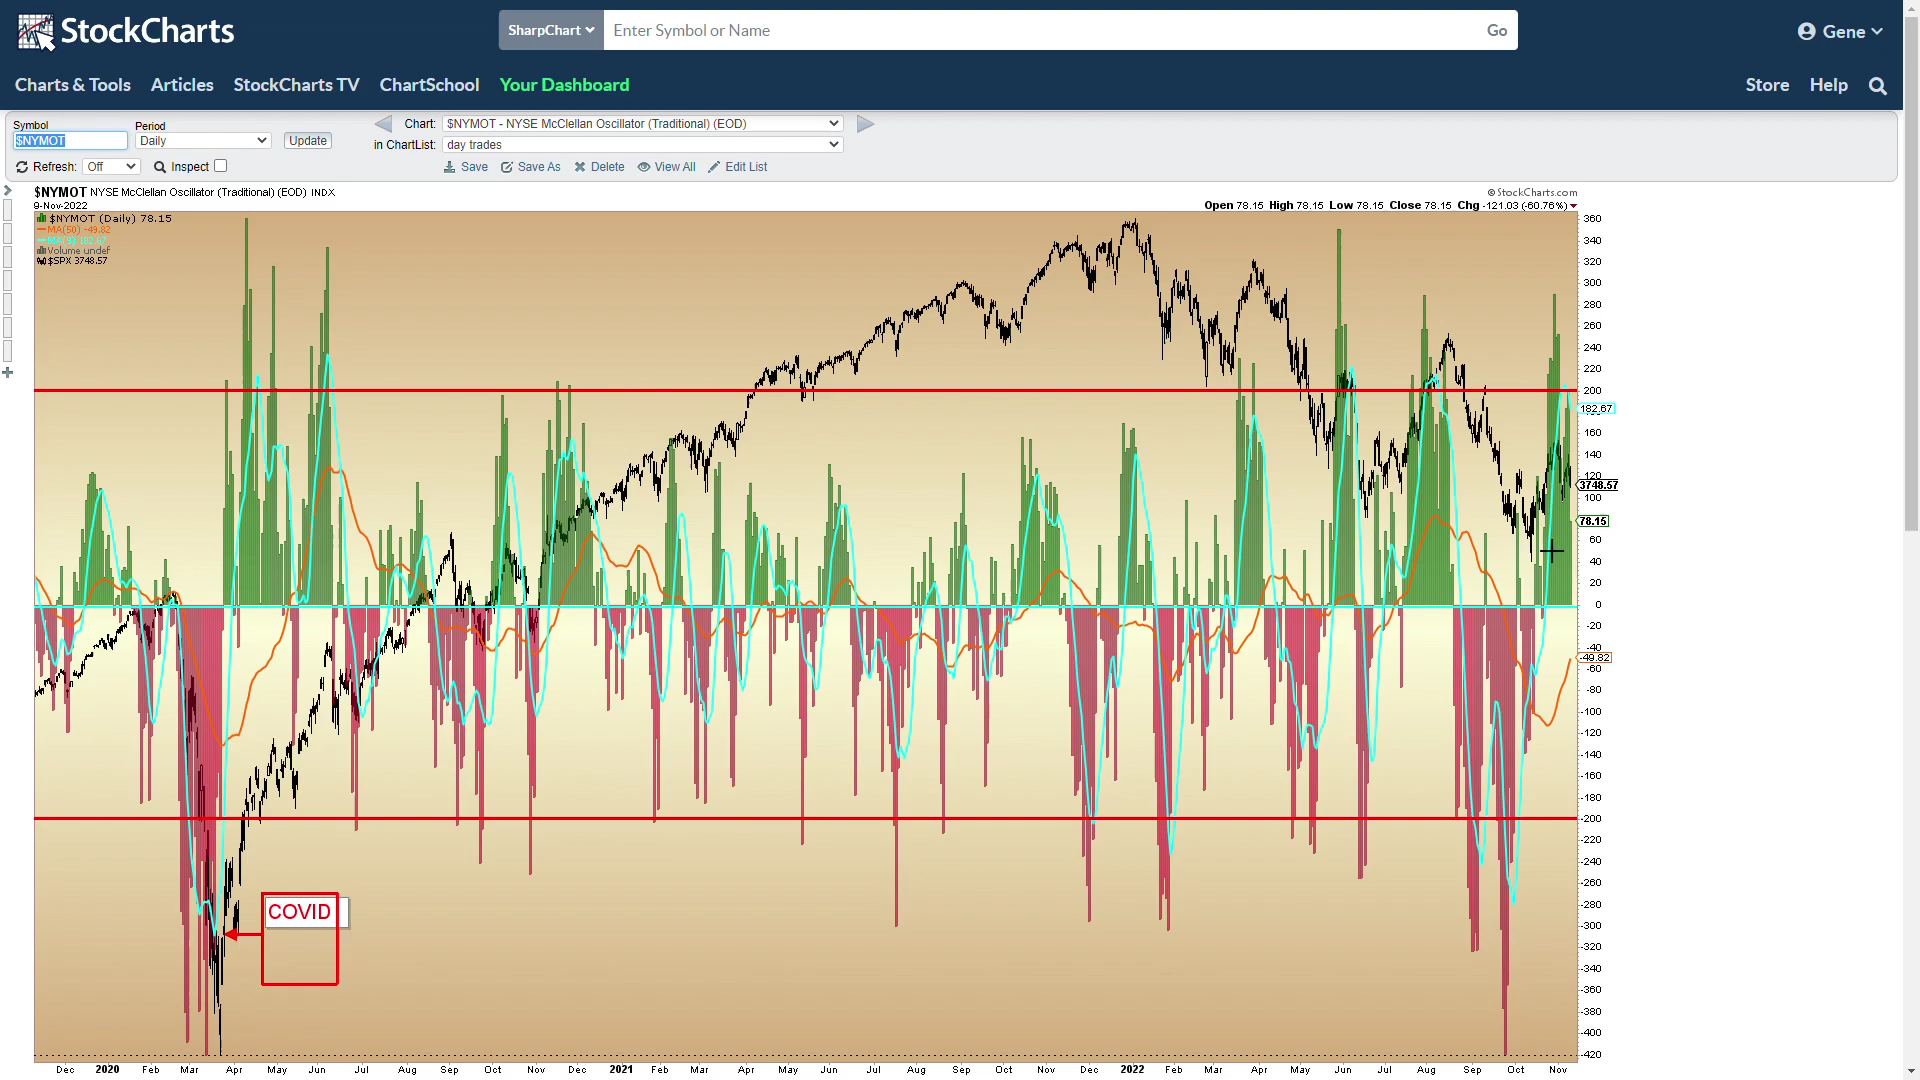 StockCharts
SharpChart
Enter Symbol or Name
Go
Gene
Charts & Tools
Articles
StockCharts TV
ChartSchool
Your Dashboard
Store
Help
Symbol
Period
$NYMOT
Daily
Update
Chart:
$NYMOT - NYSE McClellan Oscillator (Traditional) (EOD)
in ChartList:
day trades
Refresh:
Off
Inspect
Save
Save As
Delete
View All
Edit List
$NYMOT NYSE McClellan Oscillator (Traditional) (EOD) INDX
© StockCharts.com
9-Nov-2022
Open 78.15 High 78.15 Low 78.15 Close 78.15 Chg -121.03 (-60.76%)
$NYMOT (Daily) 78.15
MA(50) -49.82
Volume undef
$SPX 3748.57
360
340
320
300
280
260
240
220
200
182.67
160
140
120
3748.57
100
78.15
60
40
20
0
-20
-40
-49.82
-60
-80
-100
-120
-140
-160
-180
-200
-220
-240
-260
-280
-300
-320
-340
-360
-380
-400
-420
COVID
Dec 2020 Feb Mar Apr May Jun Jul Aug Sep Oct Nov 2021 Feb Mar Apr May Jun Jul Aug Sep Oct Nov 2022 Feb Mar Apr May Jun Jul Aug Sep Oct Nov